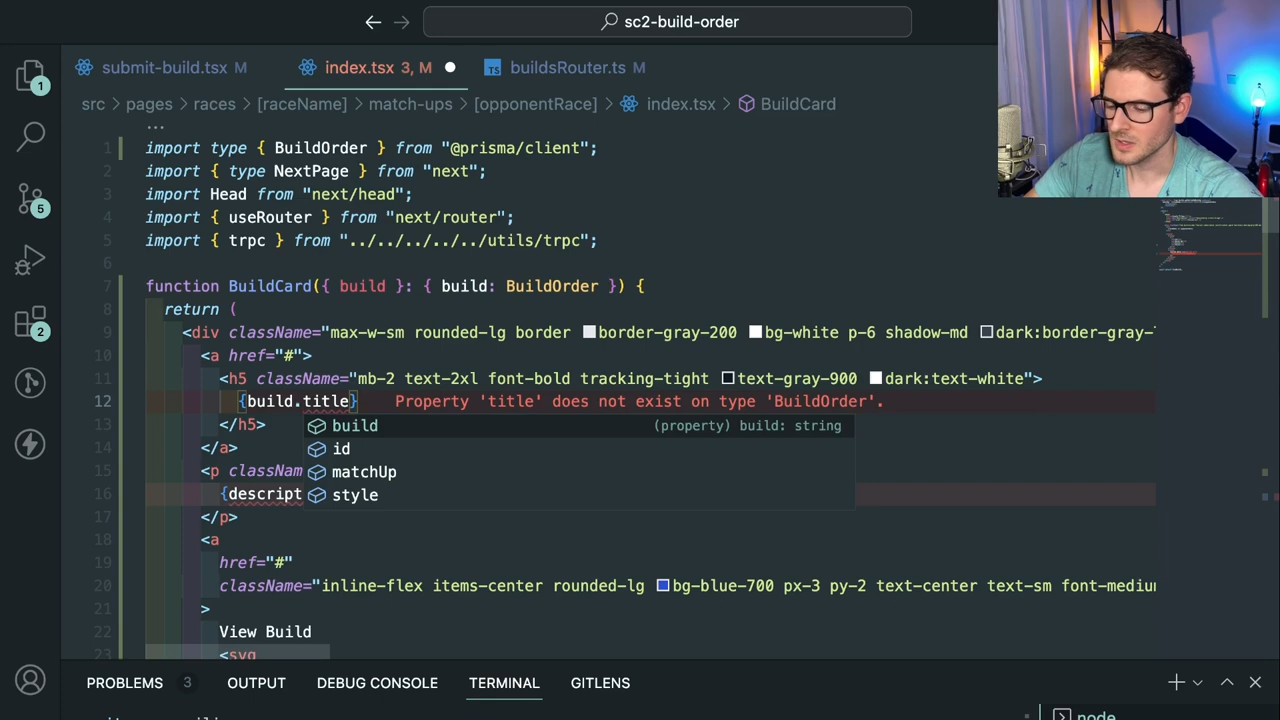 sc2-build-order
submit-build.tsx M
index.tsx 3, M
TS buildsRouter.ts M
src > pages > races > [raceName] > match-ups > [opponentRace] > index.tsx > BuildCard
...
1 import type { BuildOrder } from "@prisma/client";
2 import { type NextPage } from "next";
3 import Head from "next/head";
4 import { useRouter } from "next/router";
5 import { trpc } from "../../../../../utils/trpc";
6
7 function BuildCard({ build }: { build: BuildOrder }) {
8 return (
9 <div className="max-w-sm rounded-lg border border-gray-200 bg-white p-6 shadow-md dark:border-gray-
10 <a href="#">
11 <h5 className="mb-2 text-2xl font-bold tracking-tight text-gray-900 dark:text-white">
12 {build.title} Property 'title' does not exist on type 'BuildOrder'.
build (property) build: string
13 </h5>
id
14 </a>
matchUp
15 <p classNam
style
16 {descript
17 </p>
18 <a
19 href="#"
20 className="inline-flex items-center rounded-lg bg-blue-700 px-3 py-2 text-center text-sm font-medium
21 >
22 View Build
23 <svg
1
5
2
PROBLEMS 3 OUTPUT DEBUG CONSOLE TERMINAL GITLENS
node